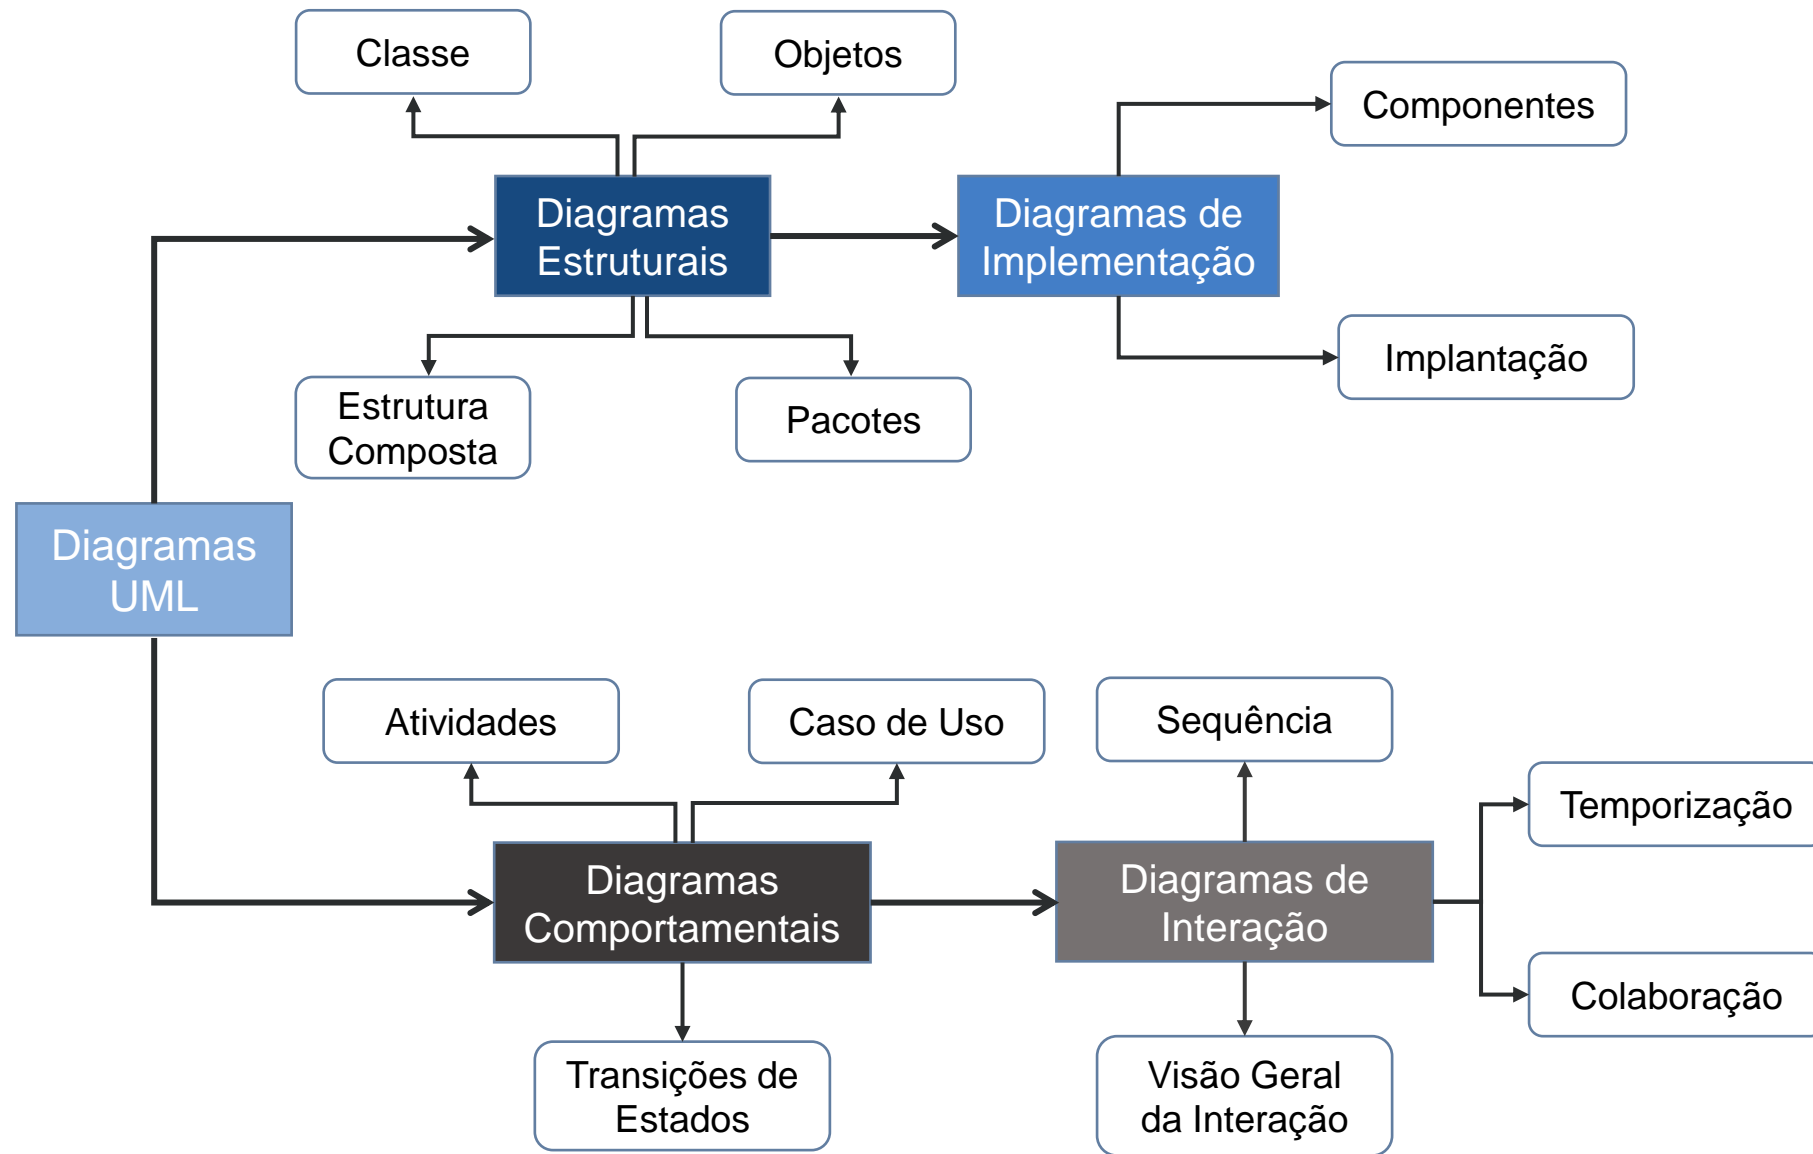 Classe
Objetos
Componentes
Diagramas
Estruturais
Diagramas de
Implementação
Implantação
Estrutura
Composta
Pacotes
Diagramas
UML
Atividades
Caso de Uso
Sequência
Temporização
Diagramas
Comportamentais
Diagramas de
Interação
Colaboração
Transições de
Estados
Visão Geral
da Interação